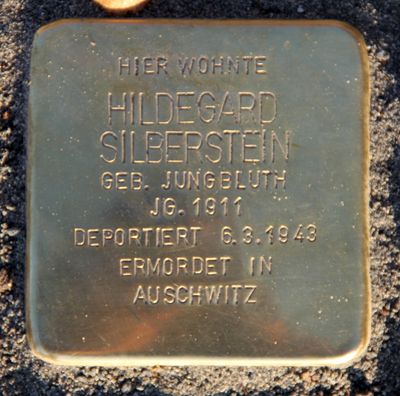 HIER WOHNTE
HILDEGARD
SILBERSTEIN
GEB. JUNGBLUTH
JG. 1911
DEPORTIERT 6.3.1943
ERMORDET IN
AUSCHWITZ